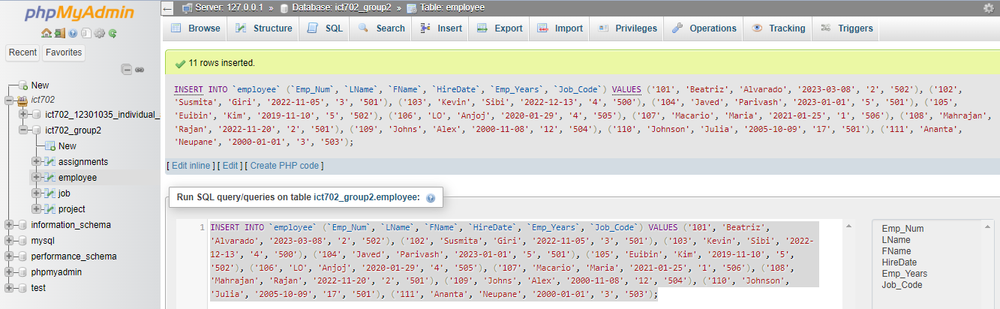 phpMyAdmin
Recent Favorites
New
ict702
ict702_12301035_individual_
ict702_group2
New
assignments
employee
job
project
information_schema
mysql
performance_schema
phpmyadmin
test
Server: 127.0.0.1 » Database: ict702_group2 » Table: employee
Browse Structure SQL Search Insert Export Import Privileges Operations Tracking Triggers
11 rows inserted.
INSERT INTO `employee` (`Emp_Num`, `LName`, `FName`, `HireDate`, `Emp_Years`, `Job_Code`) VALUES ('101', 'Beatriz', 'Alvarado', '2023-03-08', '2', '502'), ('102',
'Susmita', 'Giri', '2022-11-05', '3', '501'), ('103', 'Kevin', 'Sibi', '2022-12-13', '4', '500'), ('104', 'Javed', 'Parivash', '2023-01-01', '5', '501'), ('105',
'Euibin', 'Kim', '2019-11-10', '5', '502'), ('106', 'LO', 'Anjoj', '2020-01-29', '4', '505'), ('107', 'Macario', 'Maria', '2021-01-25', '1', '506'), ('108', 'Mahrajan',
'Rajan', '2022-11-20', '2', '501'), ('109', 'Johns', 'Alex', '2000-11-08', '12', '504'), ('110', 'Johnson', 'Julia', '2005-10-09', '17', '501'), ('111', 'Ananta',
'Neupane', '2000-01-01', '3', '503');
[ Edit inline ] [ Edit ] [ Create PHP code ]
Run SQL query/queries on table ict702_group2.employee:
1 INSERT INTO `employee` (`Emp_Num`, `LName`, `FName`, `HireDate`, `Emp_Years`, `Job_Code`) VALUES ('101', 'Beatriz',
'Alvarado', '2023-03-08', '2', '502'), ('102', 'Susmita', 'Giri', '2022-11-05', '3', '501'), ('103', 'Kevin', 'Sibi', '2022-
12-13', '4', '500'), ('104', 'Javed', 'Parivash', '2023-01-01', '5', '501'), ('105', 'Euibin', 'Kim', '2019-11-10', '5',
'502'), ('106', 'LO', 'Anjoj', '2020-01-29', '4', '505'), ('107', 'Macario', 'Maria', '2021-01-25', '1', '506'), ('108',
'Mahrajan', 'Rajan', '2022-11-20', '2', '501'), ('109', 'Johns', 'Alex', '2000-11-08', '12', '504'), ('110', 'Johnson',
'Julia', '2005-10-09', '17', '501'), ('111', 'Ananta', 'Neupane', '2000-01-01', '3', '503');
Emp_Num
LName
FName
HireDate
Emp_Years
Job_Code